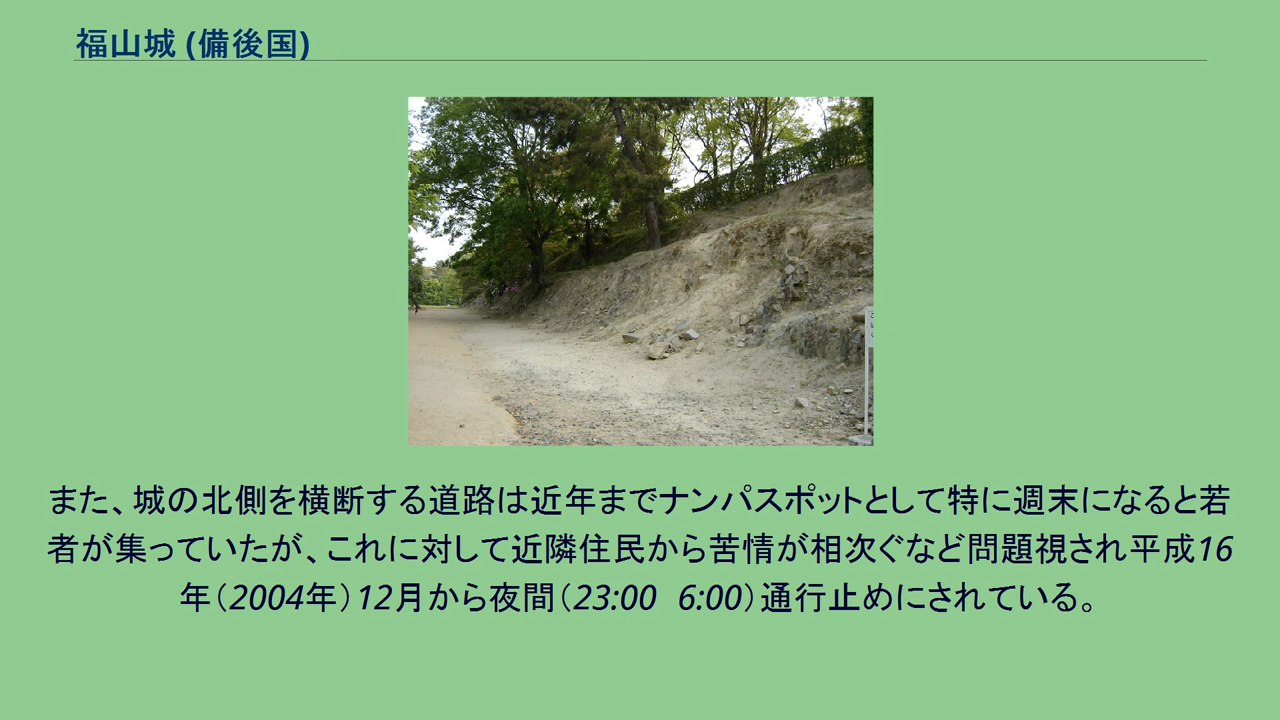 福山城 (備後国)
また、城の北側を横断する道路は近年までナンパスポットとして特に週末になると若
者が集っていたが、これに対して近隣住民から苦情が相次ぐなど問題視され平成16
年（2004年）12月から夜間（23:00 6:00）通行止めにされている。